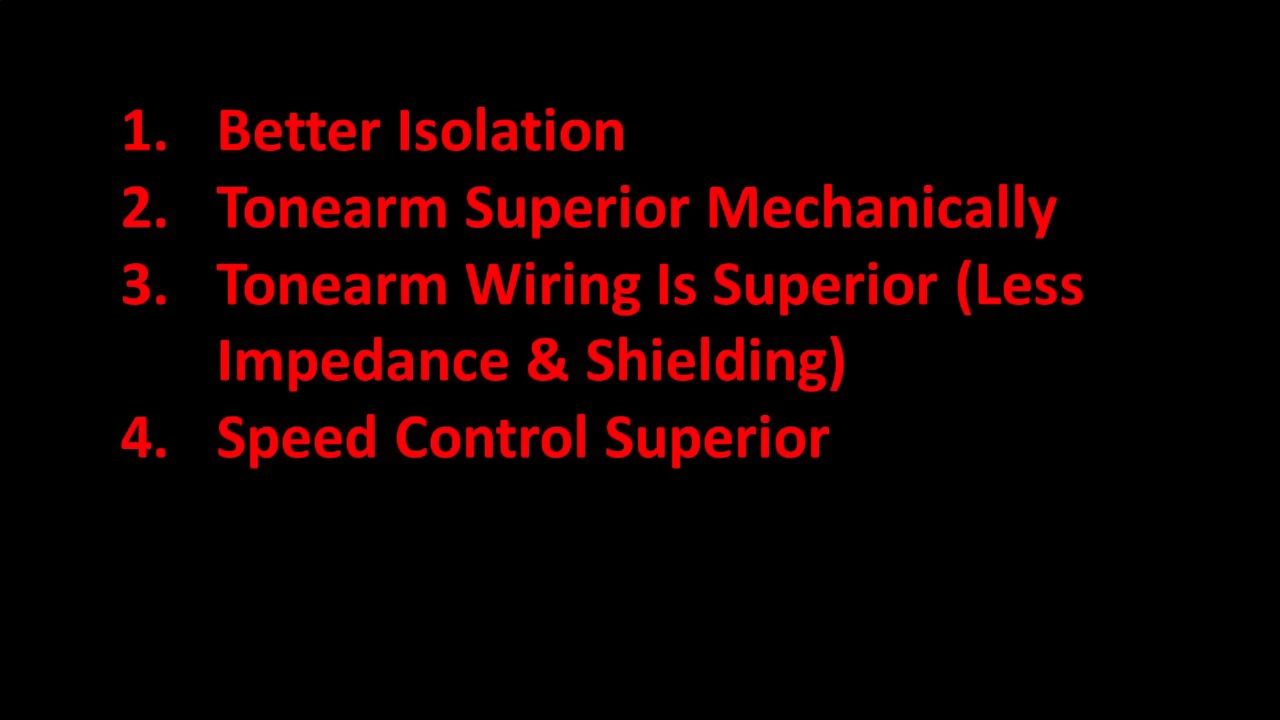 1. Better Isolation
2. Tonearm Superior Mechanically
3. Tonearm Wiring Is Superior (Less
Impedance & Shielding)
4. Speed Control Superior